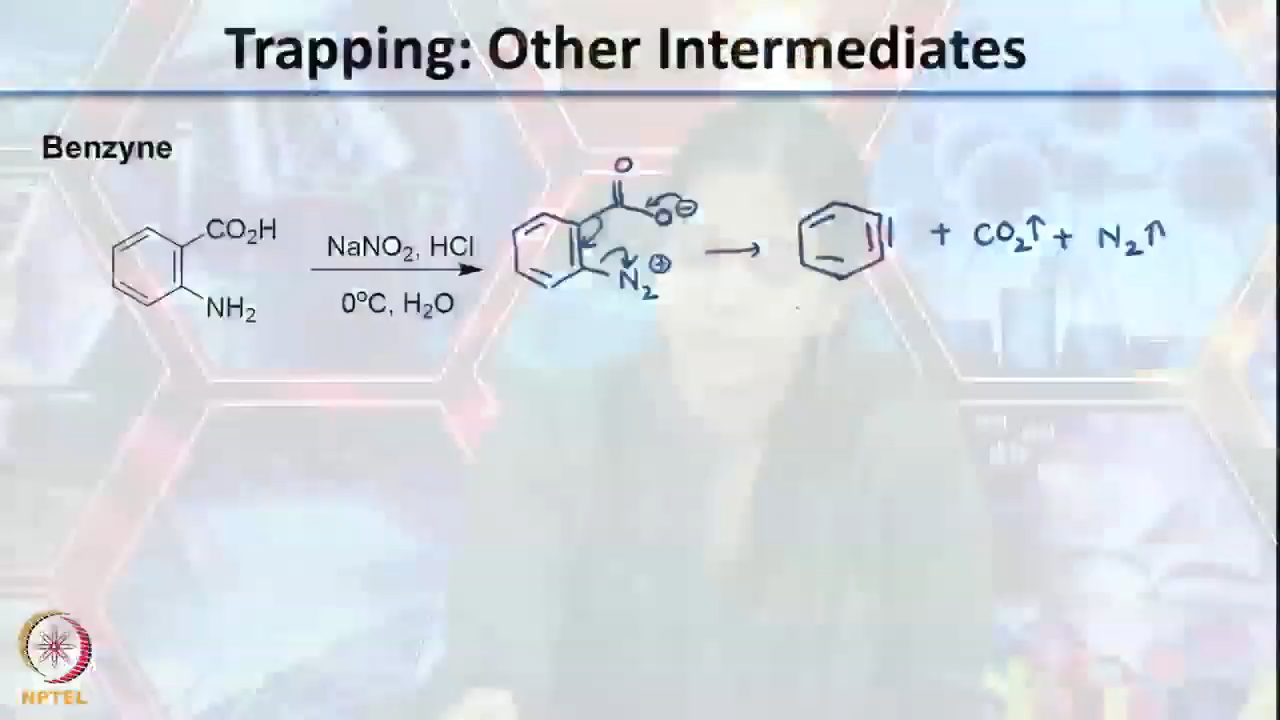 Trapping: Other Intermediates
Benzyne
CO₂H
NH₂
NaNO₂, HCl
0°C, H₂O
O
O⊖
N₂⊕
+ CO₂↑ + N₂↑
NPTEL